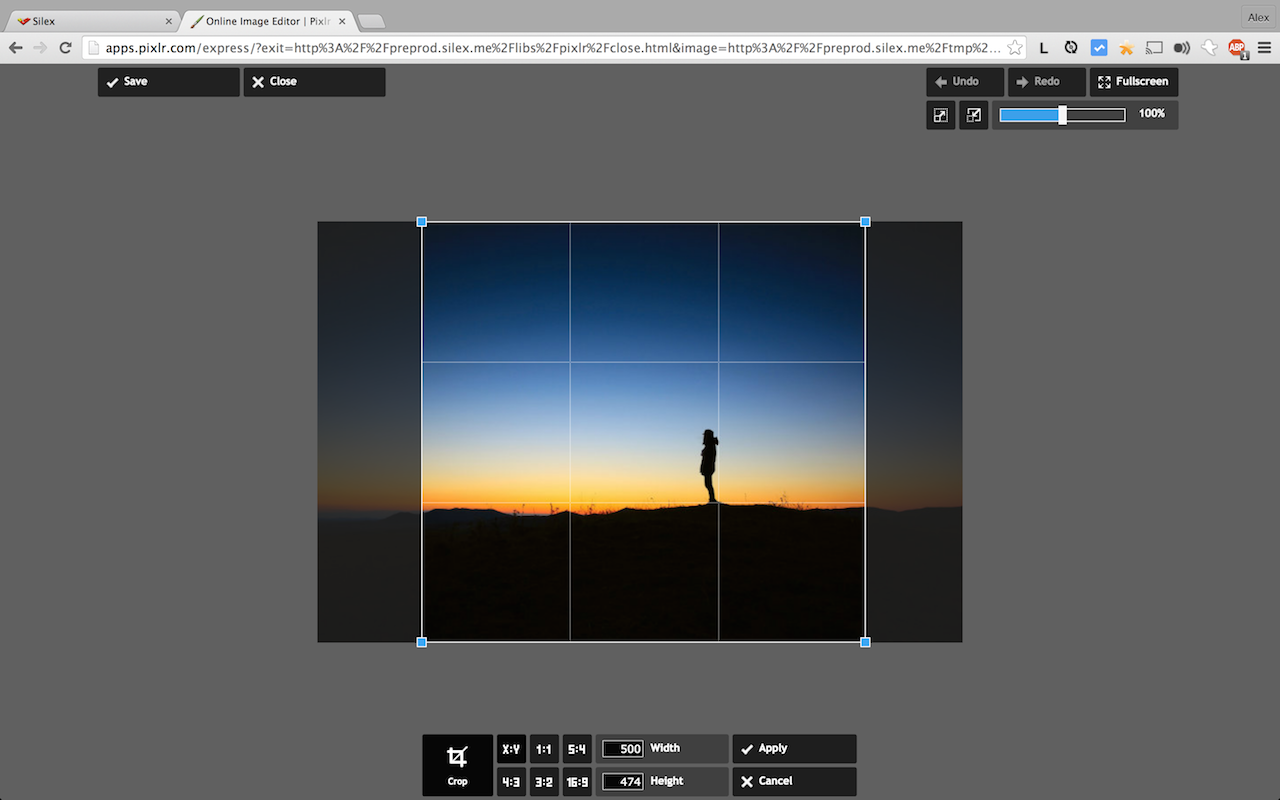 Silex
Online Image Editor | Pixlr
Alex
apps.pixlr.com/express/?exit=http%3A%2F%2Fpreprod.silex.me%2Flibs%2Fpixlr%2Fclose.html&image=http%3A%2F%2Fpreprod.silex.me%2Ftmp%2...
L
ABP
1
Save
Close
Undo
Redo
Fullscreen
100%
Crop
X:Y
1:1
5:4
500
Width
Apply
4:3
3:2
16:9
474
Height
Cancel